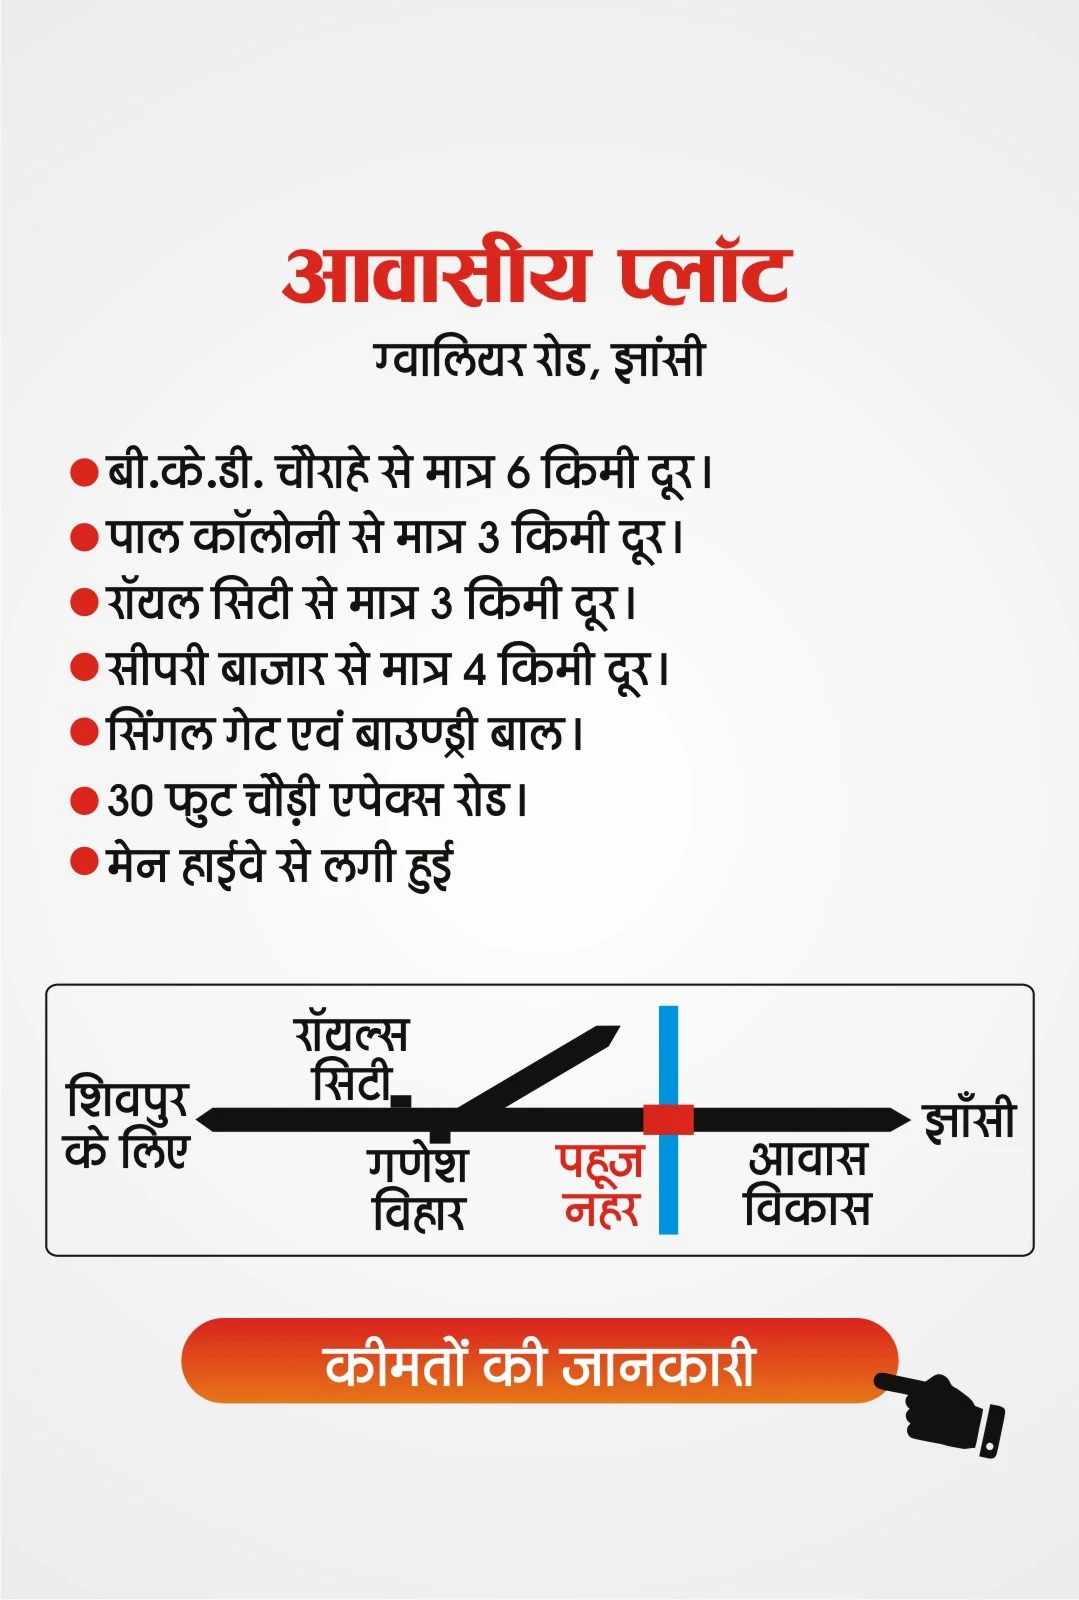 आवासीय प्लॉट
ग्वालियर रोड, झांसी
बी.के.डी. चौराहे से मात्र 6 किमी दूर।
पाल कॉलोनी से मात्र 3 किमी दूर।
रॉयल सिटी से मात्र 3 किमी दूर।
सीपरी बाजार से मात्र 4 किमी दूर।
सिंगल गेट एवं बाउण्ड्री बाल।
30 फुट चौड़ी एपेक्स रोड।
मेन हाईवे से लगी हुई
रॉयल्स
सिटी
शिवपुर
के लिए
झाँसी
गणेश
विहार
पहूज
नहर
आवास
विकास
कीमतों की जानकारी